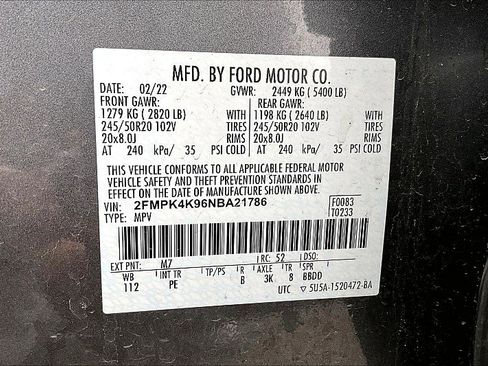 MFD. BY FORD MOTOR CO.
DATE: 02/22 GVWR: 2449 KG ( 5400 LB)
FRONT GAWR: REAR GAWR:
1279 KG ( 2820 LB) 1198 KG ( 2640 LB)
245/50R20 102V TIRES 245/50R20 102V TIRES
20x8.0J RIMS 20x8.0J RIMS
AT 240 kPa/ 35 PSI COLD AT 240 kPa/ 35 PSI COLD
THIS VEHICLE CONFORMS TO ALL APPLICABLE FEDERAL MOTOR
VEHICLE SAFETY AND THEFT PREVENTION STANDARDS IN
EFFECT ON THE DATE OF MANUFACTURE SHOWN ABOVE.
VIN: 2FMPK4K96NBA21786 F0083
TYPE: MPV T0233
EXT PNT: M7 RC: 52 DSO:
WB INT TR TP/PS R AXLE TR SPR
112 PE B 3K 8 BBDD
UTC ▽ 5U5A-1520472-BA